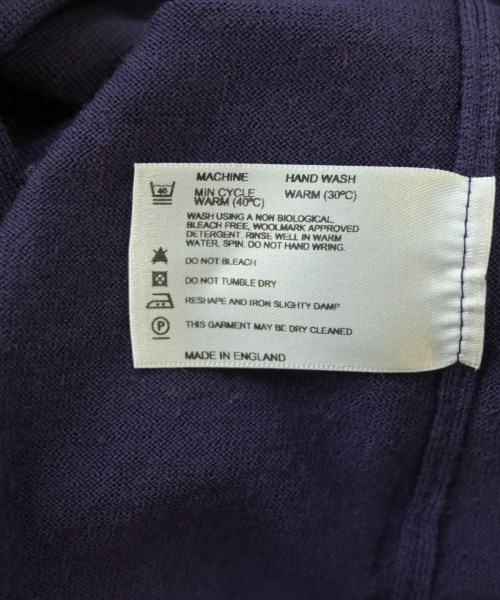 MACHINE HAND WASH
40 MIN CYCLE WARM (30ºC)
WARM (40ºC)
WASH USING A NON BIOLOGICAL,
BLEACH FREE, WOOLMARK APPROVED
DETERGENT, RINSE WELL IN WARM
WATER, SPIN. DO NOT HAND WRING.
DO NOT BLEACH
DO NOT TUMBLE DRY
RESHAPE AND IRON SLIGHTY DAMP
P THIS GARMENT MAY BE DRY CLEANED
MADE IN ENGLAND